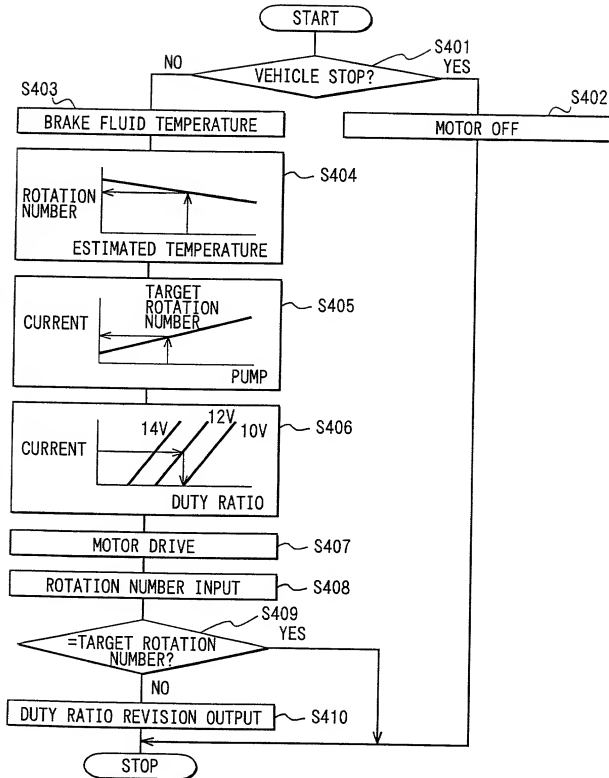 START
S401
NO
VEHICLE STOP?
YES
S403
S402
BRAKE FLUID TEMPERATURE
MOTOR OFF
S404
ROTATION
NUMBER
ESTIMATED TEMPERATURE
S405
TARGET
ROTATION
NUMBER
CURRENT
PUMP
S406
14V
12V
10V
CURRENT
DUTY RATIO
MOTOR DRIVE
S407
ROTATION NUMBER INPUT
S408
S409
=TARGET ROTATION
NUMBER?
YES
NO
DUTY RATIO REVISION OUTPUT
S410
STOP